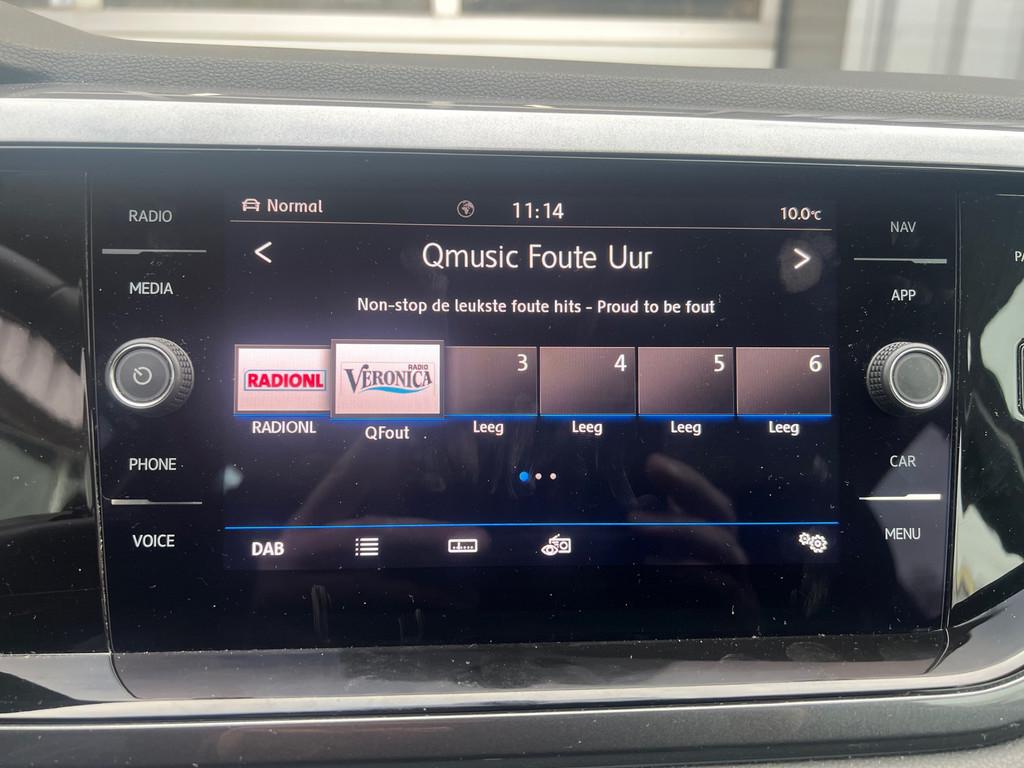 RADIO
MEDIA
PHONE
VOICE
Normal
11:14
10.0°C
< Qmusic Foute Uur >
Non-stop de leukste foute hits - Proud to be fout
RADIONL
RADIO
VERONICA
3
4
5
6
RADIONL
QFout
Leeg
Leeg
Leeg
Leeg
DAB
NAV
APP
CAR
MENU
PA